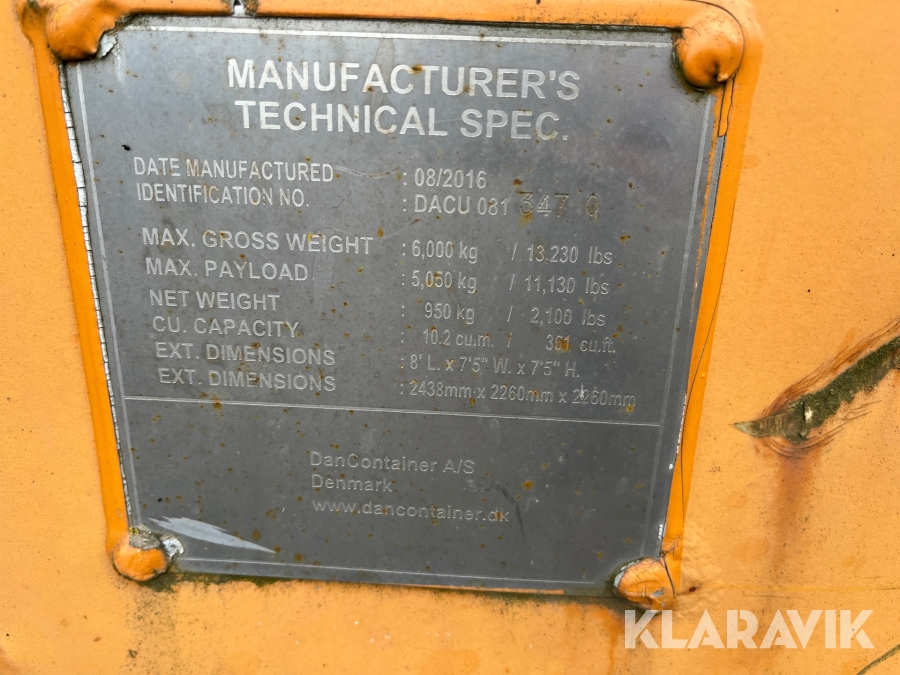 MANUFACTURER'S
TECHNICAL SPEC.
DATE MANUFACTURED : 08/2016
IDENTIFICATION NO. : DACU 081 347 0
MAX. GROSS WEIGHT : 6,000 kg / 13.230 lbs
MAX. PAYLOAD : 5,050 kg / 11,130 lbs
NET WEIGHT : 950 kg / 2,100 lbs
CU. CAPACITY : 10.2 cu.m. / 361 cu.ft.
EXT. DIMENSIONS : 8' L. x 7'5" W. x 7'5" H.
EXT. DIMENSIONS : 2438mm x 2260mm x 2260mm
DanContainer A/S
Denmark
www.dancontainer.dk
KLARAVIK